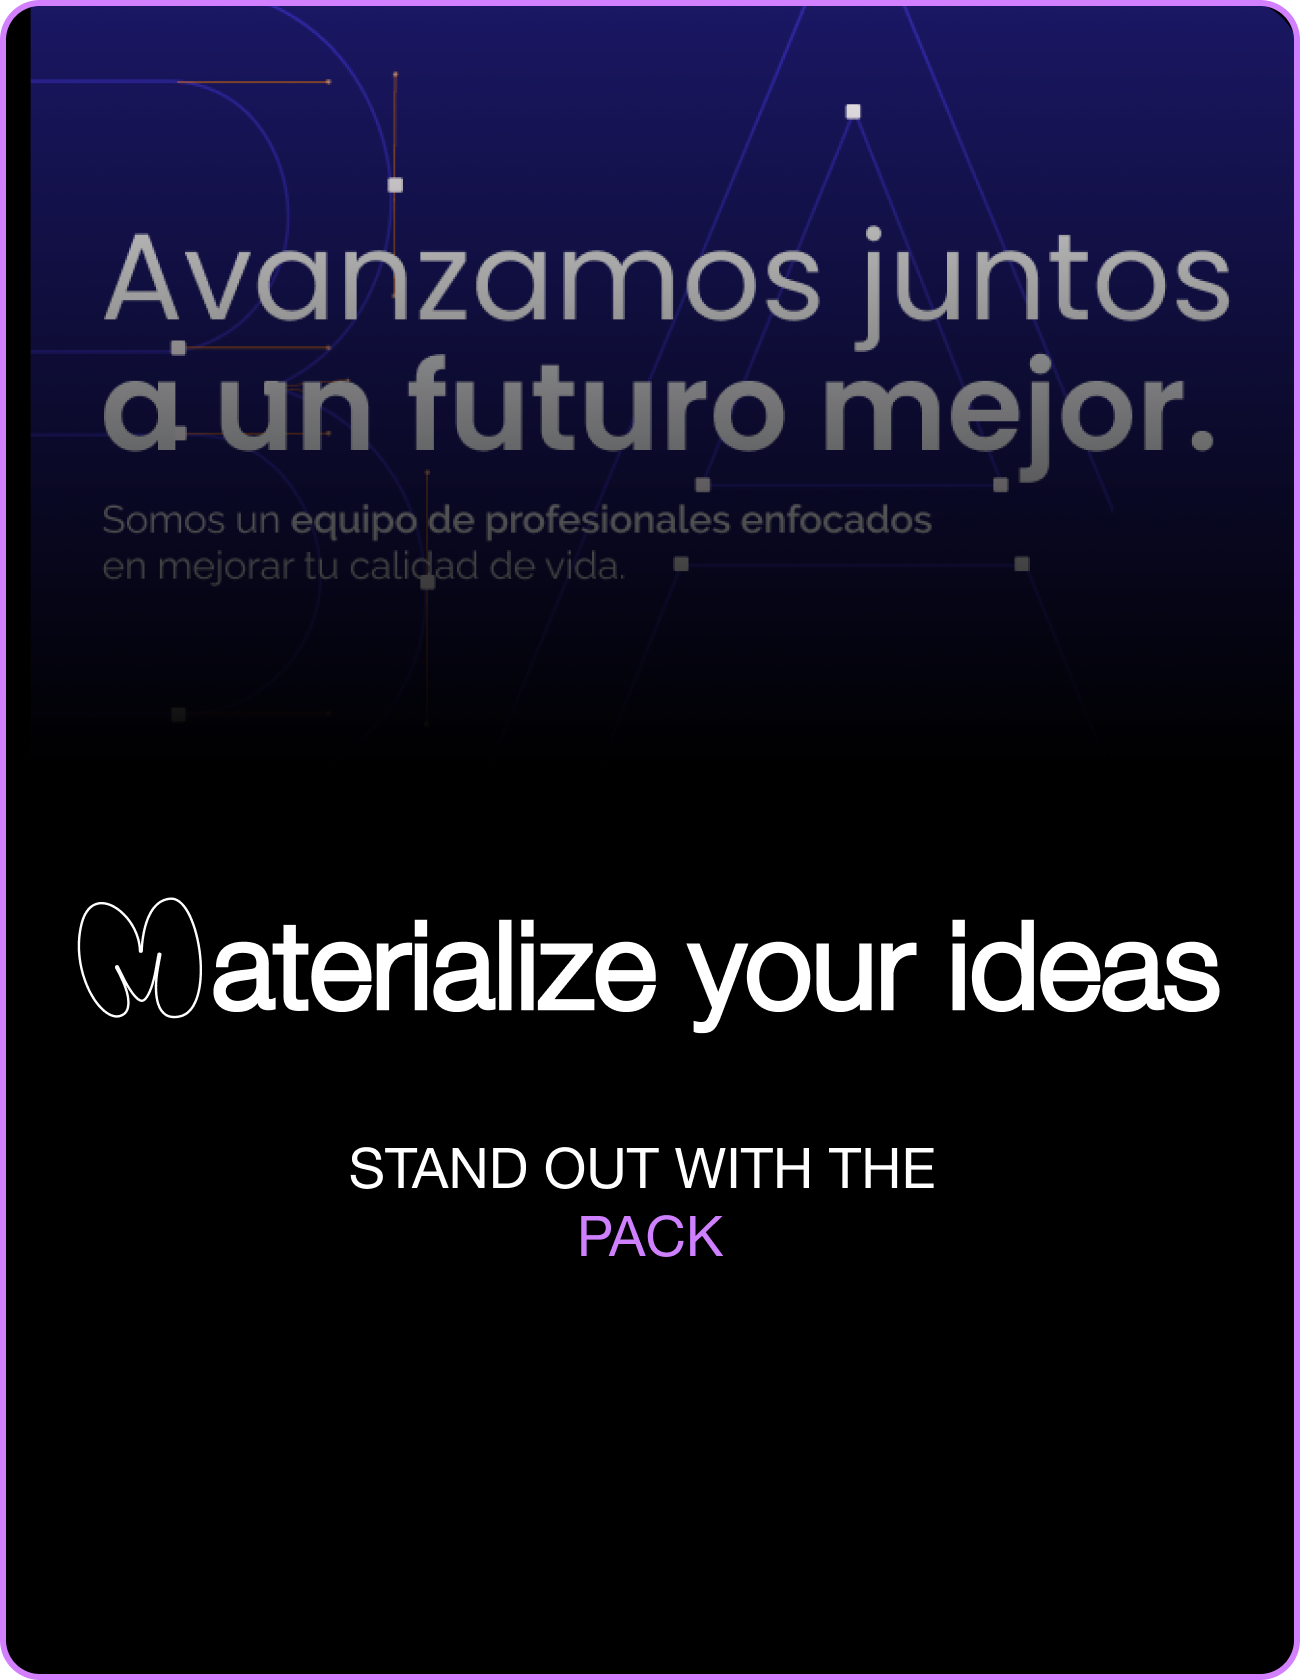 Avanzamos juntos
a un futuro mejor.
Somos un equipo de profesionales enfocados
en mejorar tu calidad de vida.
Materialize your ideas
STAND OUT WITH THE
PACK